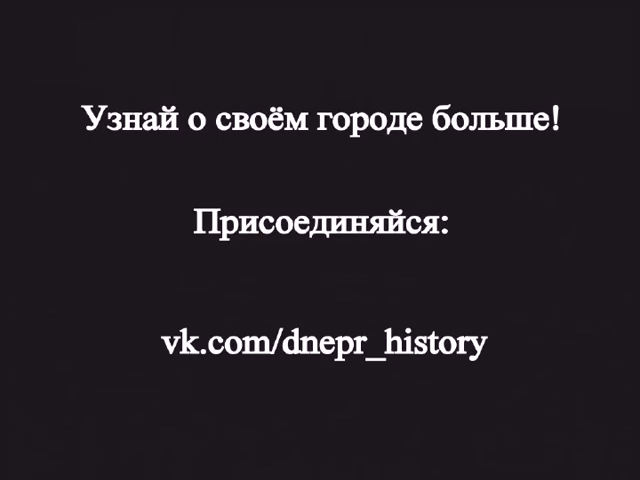 Узнай о своём городе больше!
Присоединяйся:
vk.com/dnepr_history